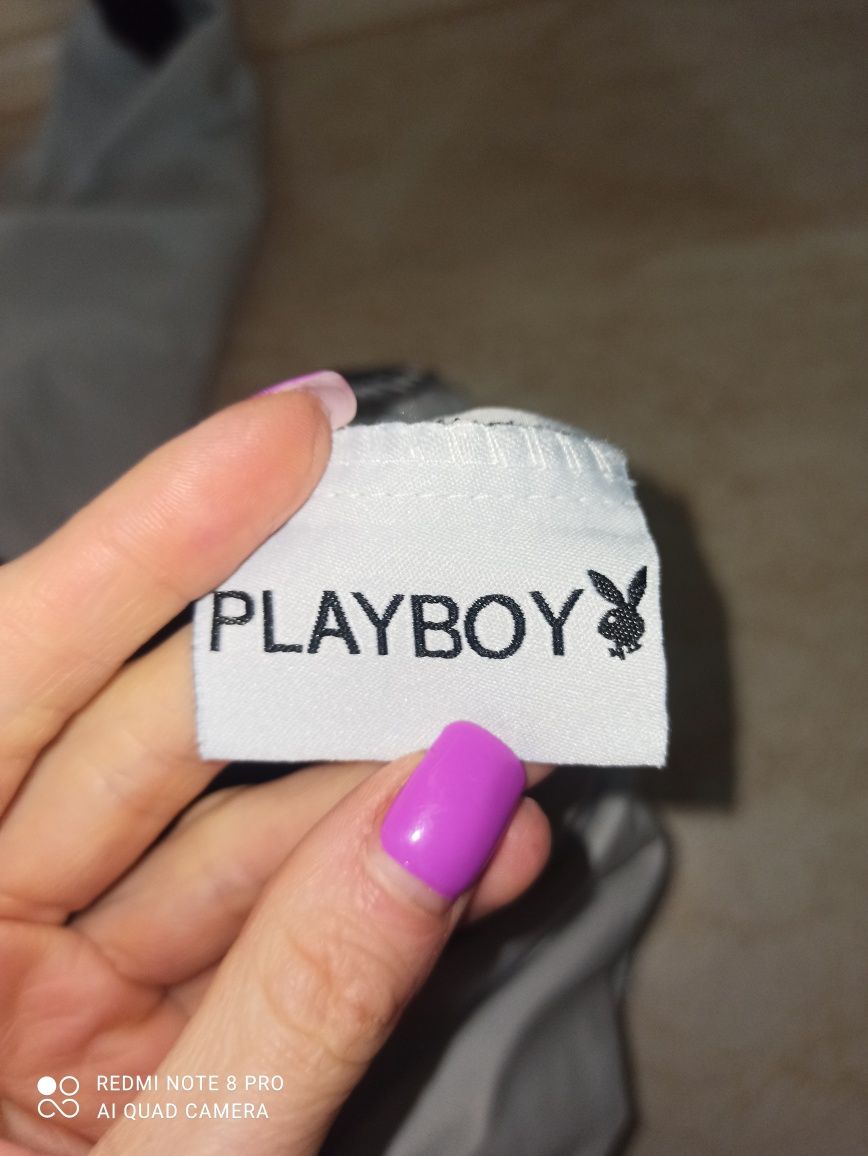 PLAYBOY
REDMI NOTE 8 PRO
AI QUAD CAMERA